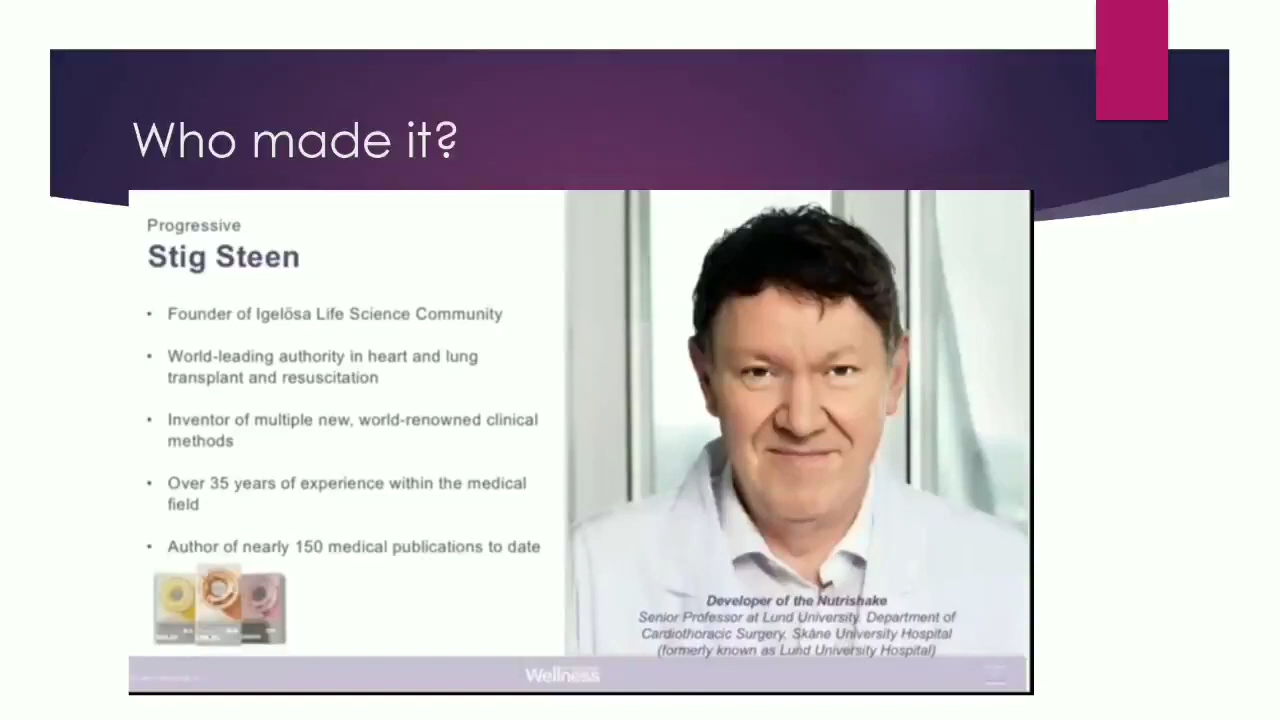 Who made it?
Progressive
Stig Steen
• Founder of Igelösa Life Science Community
• World-leading authority in heart and lung
transplant and resuscitation
• Inventor of multiple new, world-renowned clinical
methods
• Over 35 years of experience within the medical
field
• Author of nearly 150 medical publications to date
Developer of the Nutrishake
Senior Professor at Lund University. Department of
Cardiothoracic Surgery, Skåne University Hospital
(formerly known as Lund University Hospital)
Wellness